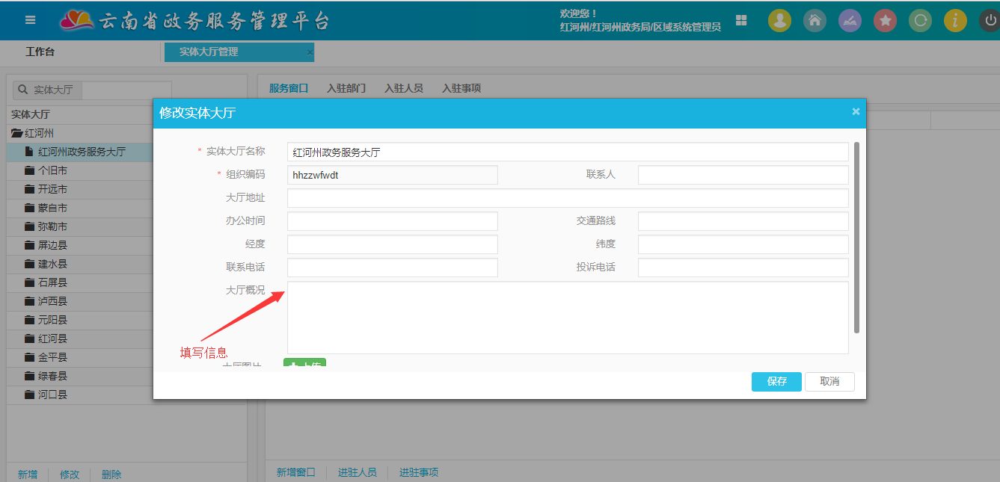 云南省政务服务管理平台
欢迎您！
红河州/红河州政务局/区域系统管理员
工作台
实体大厅管理
实体大厅
服务窗口 入驻部门 入驻人员 入驻事项
实体大厅
红河州
红河州政务服务大厅
个旧市
开远市
蒙自市
弥勒市
屏边县
建水县
石屏县
泸西县
元阳县
红河县
金平县
绿春县
河口县
新增 修改 删除
修改实体大厅
* 实体大厅名称 红河州政务服务大厅
* 组织编码 hhzzwfwdt 联系人
大厅地址
办公时间 交通路线
经度 纬度
联系电话 投诉电话
大厅概况
填写信息
大厅图片 上传
保存 取消
新增窗口 进驻人员 进驻事项